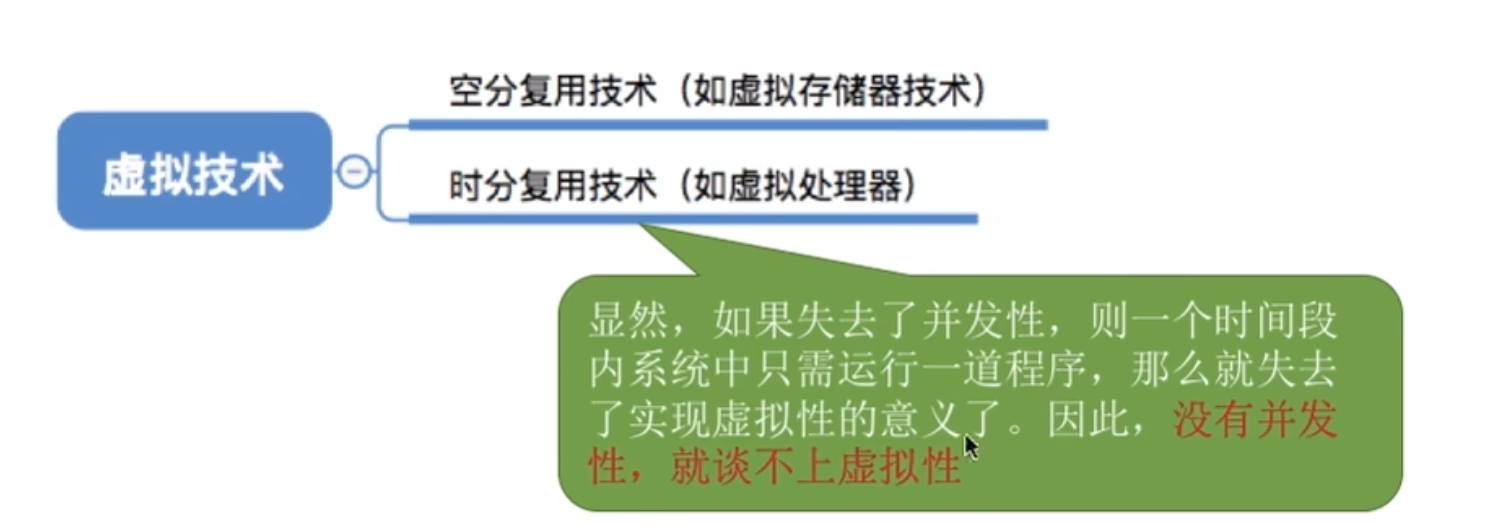 空分复用技术（如虚拟存储器技术）
虚拟技术
时分复用技术（如虚拟处理器）
显然，如果失去了并发性，则一个时间段
内系统中只需运行一道程序，那么就失去
了实现虚拟性的意义了。因此，没有并发
性，就谈不上虚拟性